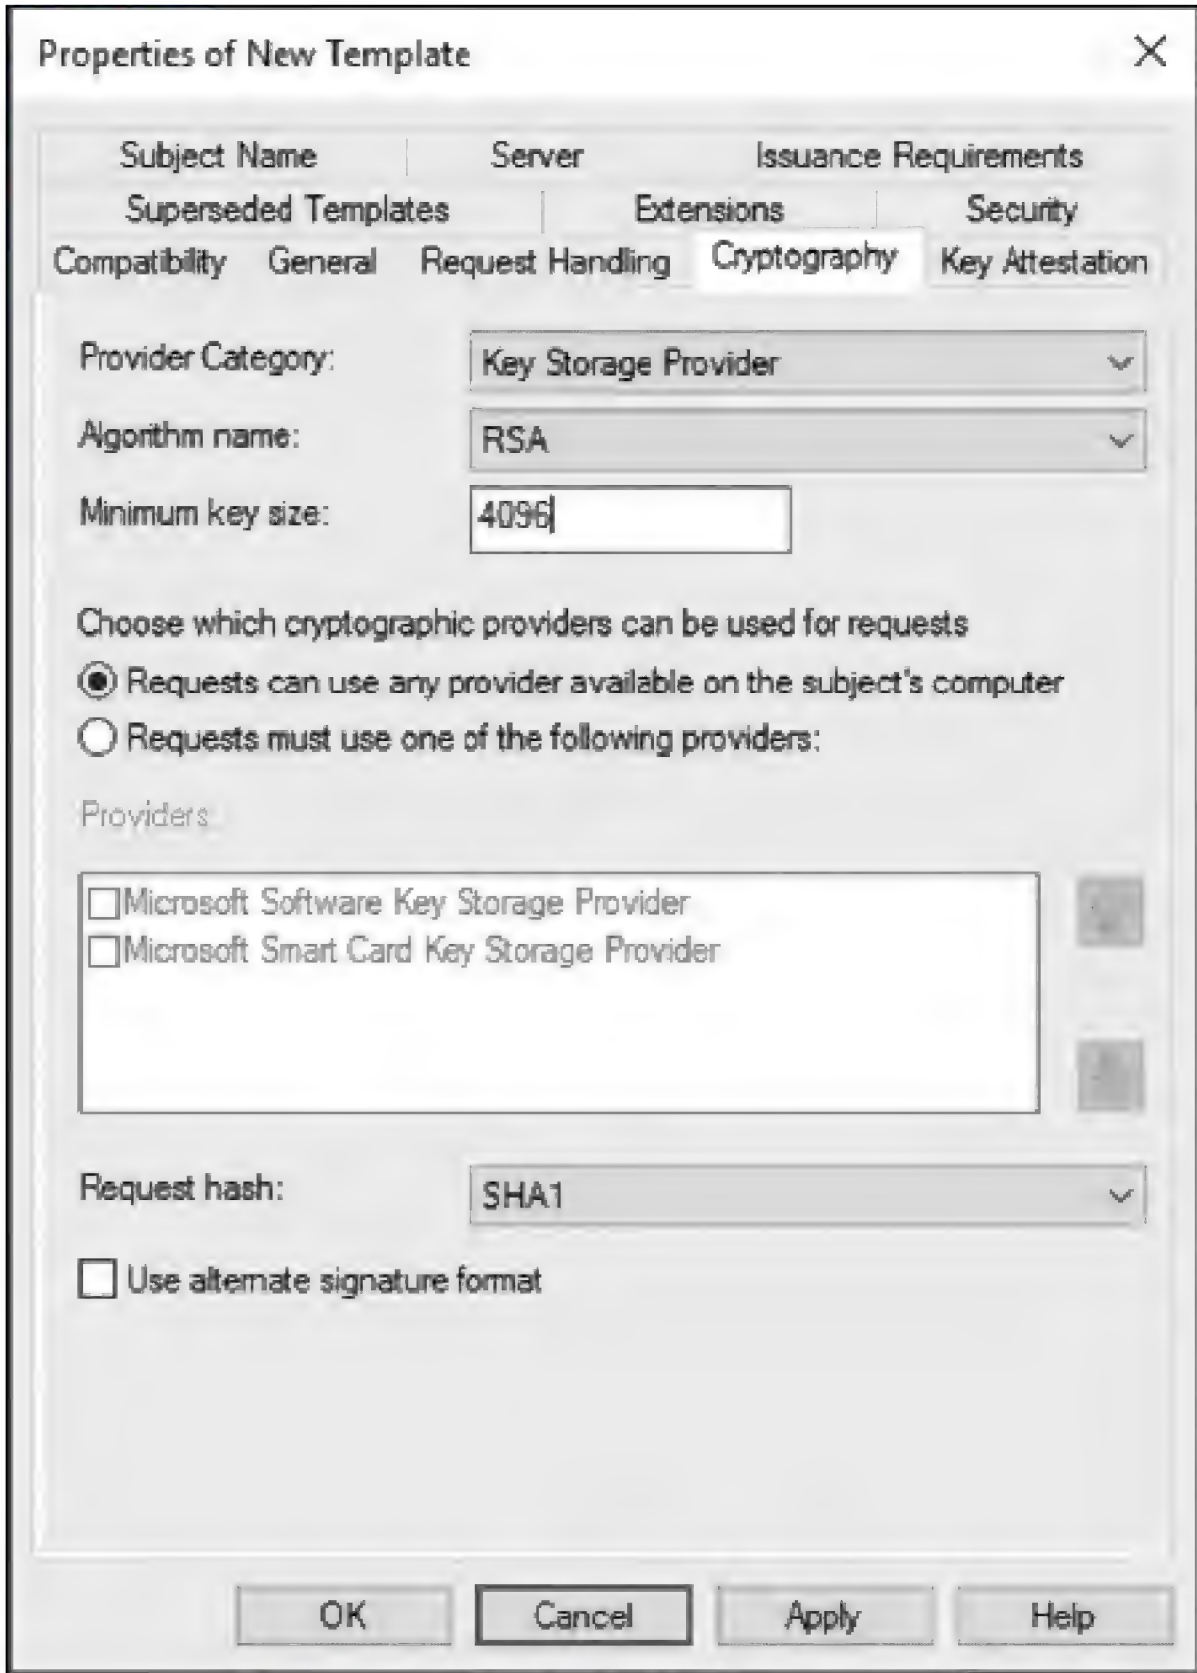 Properties of New Template
Subject Name Server Issuance Requirements
Superseded Templates Extensions Security
Compatibility General Request Handling Cryptography Key Attestation
Provider Category: Key Storage Provider
Algorithm name: RSA
Minimum key size: 4096
Choose which cryptographic providers can be used for requests
Requests can use any provider available on the subject's computer
Requests must use one of the following providers:
Providers:
Microsoft Software Key Storage Provider
Microsoft Smart Card Key Storage Provider
Request hash: SHA1
Use alternate signature format
OK Cancel Apply Help